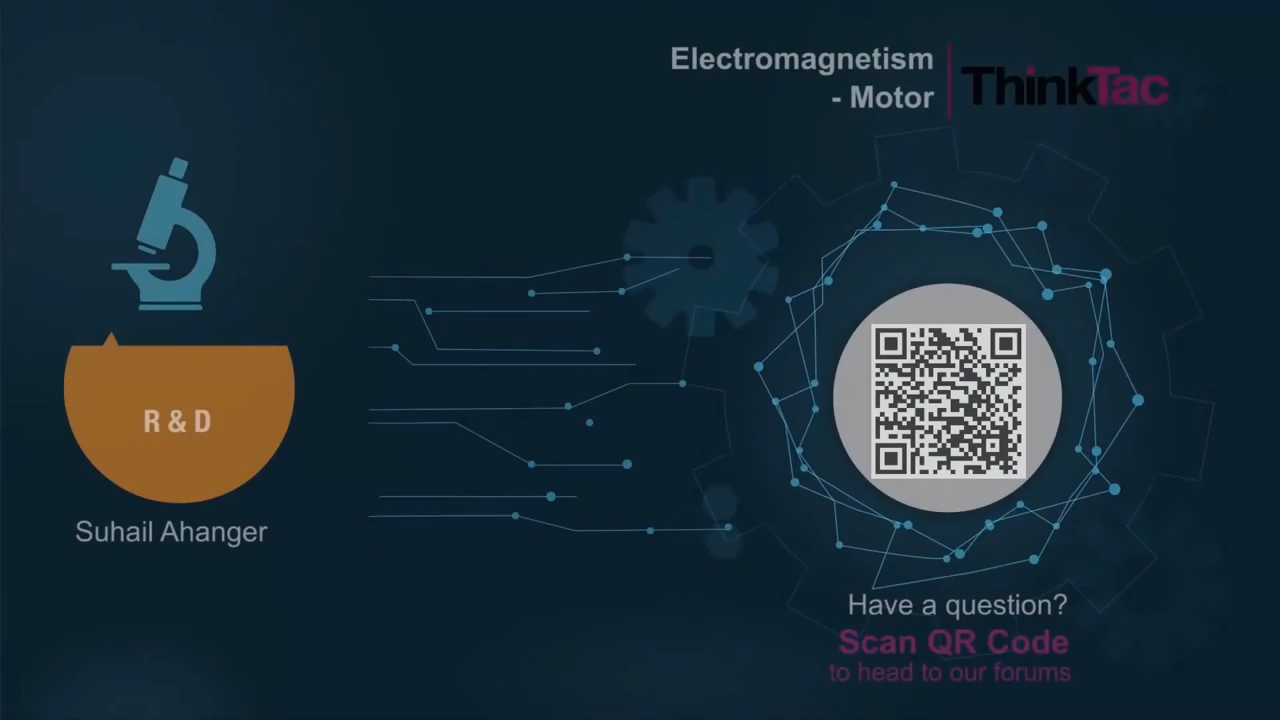 Electromagnetism
- Motor
ThinkTac
R & D
Suhail Ahanger
Have a question?
Scan QR Code
to head to our forums